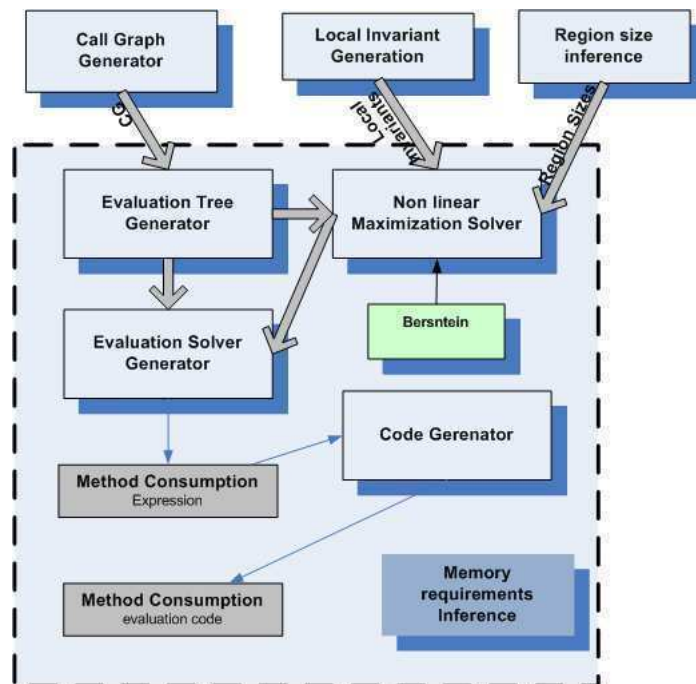 Call Graph
Generator
Local Invariant
Generation
Region size
inference
CG
Local
Invariants
Region Sizes
Evaluation Tree
Generator
Non linear
Maximization Solver
Bersntein
Evaluation Solver
Generator
Code Gerenator
Method Consumption
Expression
Memory
requirements
Inference
Method Consumption
evaluation code